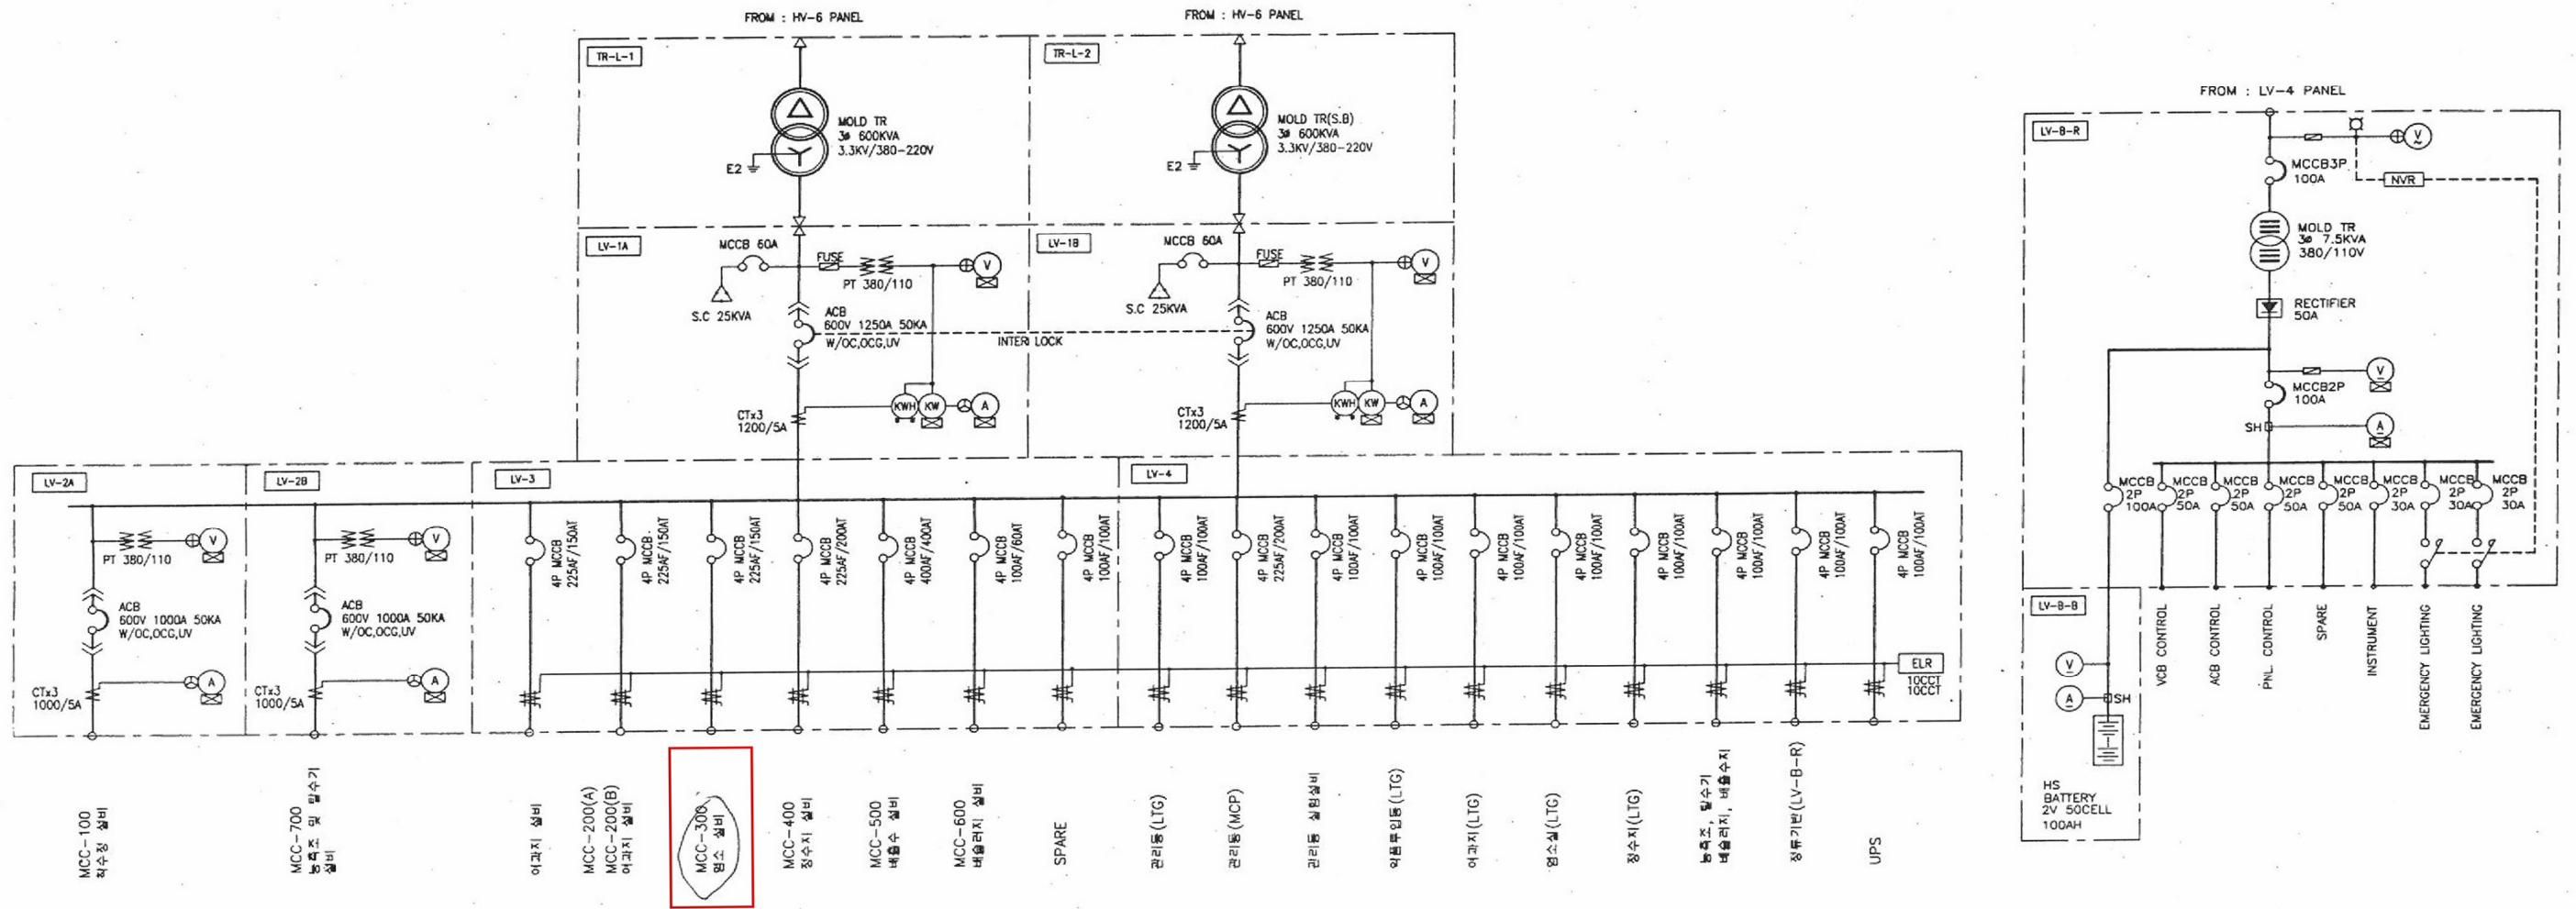 FROM : HV-6 PANEL
FROM : HV-6 PANEL
TR-L-1
MOLD TR
3ø 600KVA
3.3KV/380-220V
E2
TR-L-2
MOLD TR(S.B)
3ø 600KVA
3.3KV/380-220V
E2
LV-1A
MCCB 60A
FUSE
PT 380/110
V
S.C 25KVA
ACB
600V 1250A 50KA
W/OC,OCG,UV
INTER LOCK
KWH
KW
A
CTx3
1200/5A
LV-1B
MCCB 60A
FUSE
PT 380/110
V
S.C 25KVA
ACB
600V 1250A 50KA
W/OC,OCG,UV
KWH
KW
A
CTx3
1200/5A
LV-2A
PT 380/110
V
ACB
600V 1000A 50KA
W/OC,OCG,UV
CTx3
1000/5A
A
LV-2B
PT 380/110
V
ACB
600V 1000A 50KA
W/OC,OCG,UV
CTx3
1000/5A
A
LV-3
4P MCCB
225AF/150AT
4P MCCB
225AF/150AT
4P MCCB
225AF/150AT
4P MCCB
225AF/200AT
4P MCCB
400AF/400AT
4P MCCB
100AF/60AT
4P MCCB
100AF/100AT
LV-4
4P MCCB
100AF/100AT
4P MCCB
225AF/200AT
4P MCCB
100AF/100AT
4P MCCB
100AF/100AT
4P MCCB
100AF/100AT
4P MCCB
100AF/100AT
4P MCCB
100AF/100AT
4P MCCB
100AF/100AT
4P MCCB
100AF/100AT
4P MCCB
100AF/100AT
ELR
10CCT
10CCT
MCC-100
착수정 설비
MCC-700
농축조 및 탈수기
설비
여과지 설비
MCC-200(A)
MCC-200(B)
여과지 설비
MCC-300
염소 설비
MCC-400
정수지 설비
MCC-500
배출수 설비
MCC-600
배슬러지 설비
SPARE
관리동(LTG)
관리동(MCP)
관리동 실험설비
약품투입동(LTG)
여과지(LTG)
염소실(LTG)
정수지(LTG)
농축조, 탈수기
배슬러지, 배출수지
정류기반(LV-B-R)
UPS
FROM : LV-4 PANEL
LV-B-R
V
MCCB3P
100A
NVR
MOLD TR
3ø 7.5KVA
380/110V
RECTIFIER
50A
V
MCCB2P
100A
SH
A
MCCB
2P
100A
MCCB
2P
50A
MCCB
2P
50A
MCCB
2P
50A
MCCB
2P
50A
MCCB
2P
30A
MCCB
2P
30A
MCCB
2P
30A
VCB CONTROL
ACB CONTROL
PNL CONTROL
SPARE
INSTRUMENT
EMERGENCY LIGHTING
EMERGENCY LIGHTING
LV-B-B
V
A
SH
HS
BATTERY
2V 50CELL
100AH